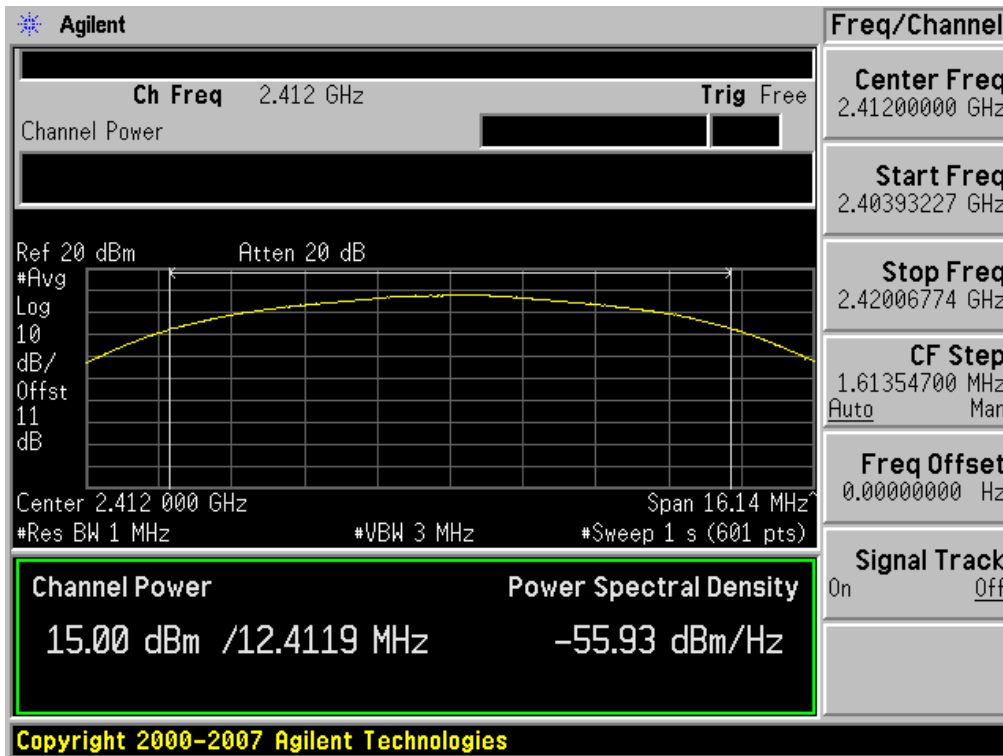 Agilent
Freq/Channel
Ch Freq 2.412 GHz Trig Free
Channel Power
Center Freq
2.41200000 GHz
Start Freq
2.40393227 GHz
Stop Freq
2.42006774 GHz
CF Step
1.61354700 MHz
Auto Man
Freq Offset
0.00000000 Hz
Signal Track
On Off
Ref 20 dBm Atten 20 dB
#Avg
Log
10
dB/
Offst
11
dB
Center 2.412 000 GHz Span 16.14 MHz^
#Res BW 1 MHz #VBW 3 MHz #Sweep 1 s (601 pts)
Channel Power Power Spectral Density
15.00 dBm /12.4119 MHz -55.93 dBm/Hz
Copyright 2000-2007 Agilent Technologies